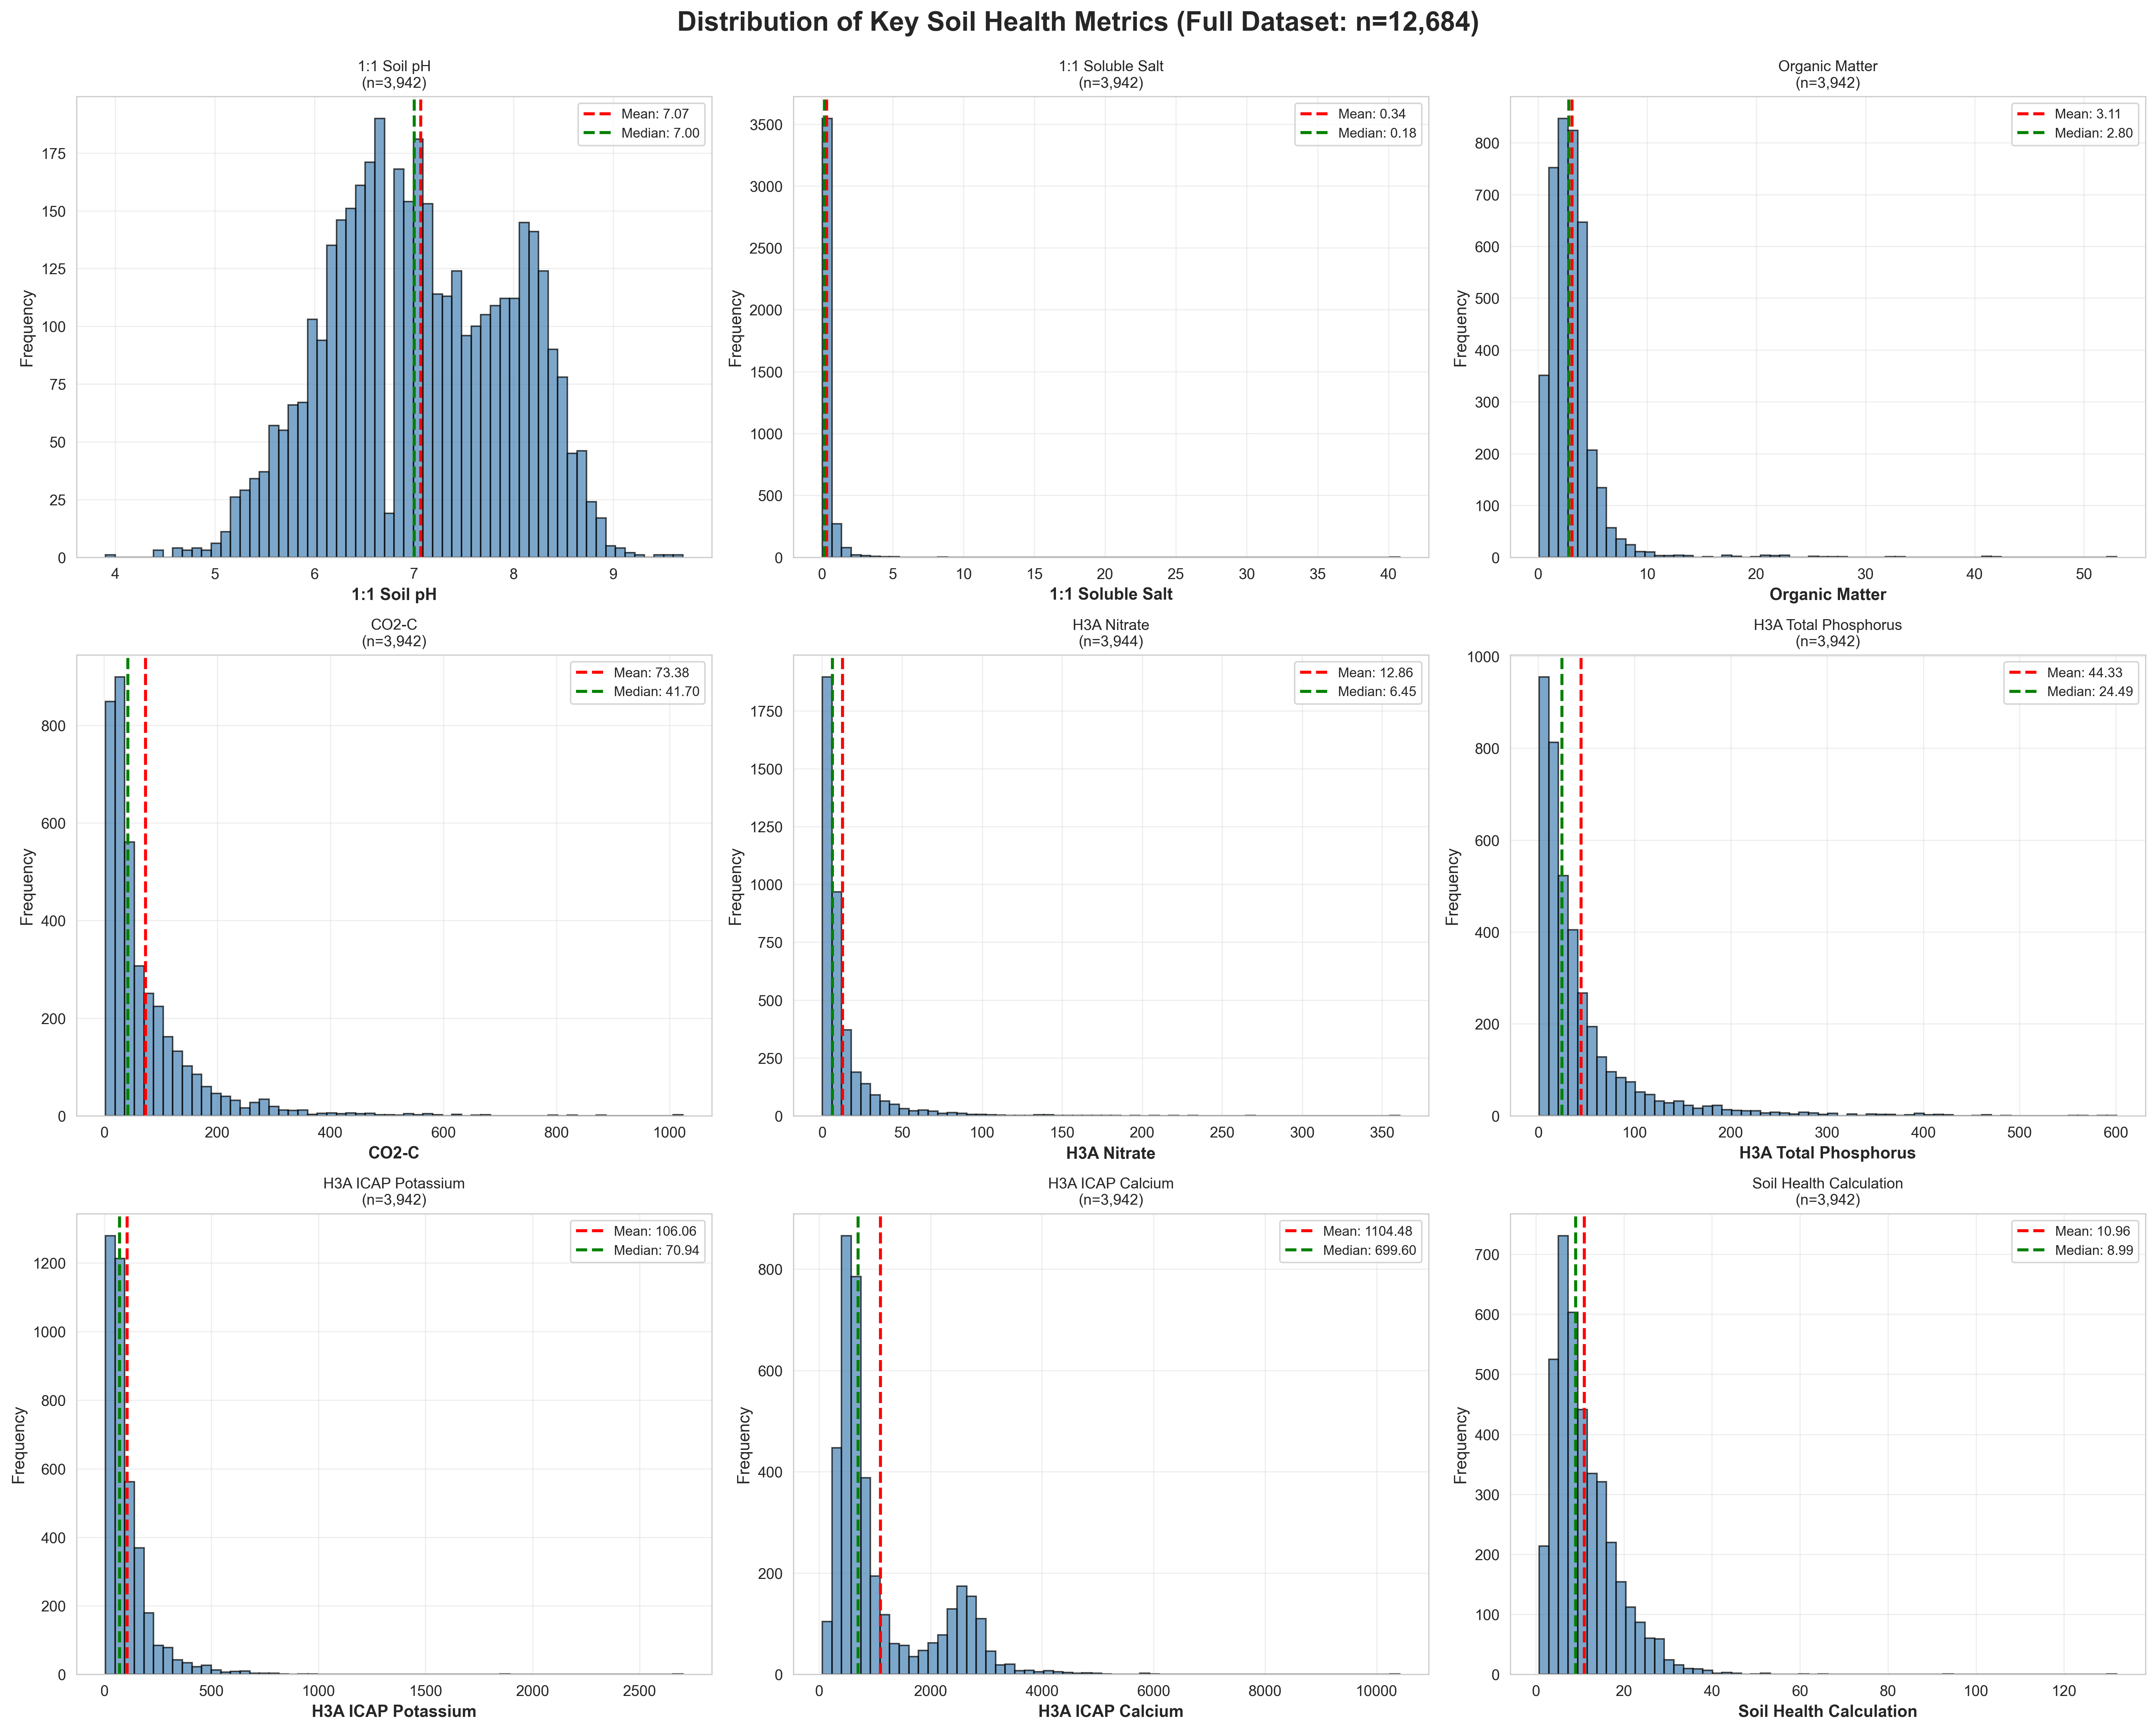 Distribution of Key Soil Health Metrics (Full Dataset: n=12,684)
1:1 Soil pH
(n=3,942)
Mean: 7.07
Median: 7.00
Frequency
175
150
125
100
75
50
25
0
4 5 6 7 8 9
1:1 Soil pH
1:1 Soluble Salt
(n=3,942)
Mean: 0.34
Median: 0.18
Frequency
3500
3000
2500
2000
1500
1000
500
0
0 5 10 15 20 25 30 35 40
1:1 Soluble Salt
Organic Matter
(n=3,942)
Mean: 3.11
Median: 2.80
Frequency
800
700
600
500
400
300
200
100
0
0 10 20 30 40 50
Organic Matter
CO2-C
(n=3,942)
Mean: 73.38
Median: 41.70
Frequency
800
600
400
200
0
0 200 400 600 800 1000
CO2-C
H3A Nitrate
(n=3,944)
Mean: 12.86
Median: 6.45
Frequency
1750
1500
1250
1000
750
500
250
0
0 50 100 150 200 250 300 350
H3A Nitrate
H3A Total Phosphorus
(n=3,942)
Mean: 44.33
Median: 24.49
Frequency
1000
800
600
400
200
0
0 100 200 300 400 500 600
H3A Total Phosphorus
H3A ICAP Potassium
(n=3,942)
Mean: 106.06
Median: 70.94
Frequency
1200
1000
800
600
400
200
0
0 500 1000 1500 2000 2500
H3A ICAP Potassium
H3A ICAP Calcium
(n=3,942)
Mean: 1104.48
Median: 699.60
Frequency
800
600
400
200
0
0 2000 4000 6000 8000 10000
H3A ICAP Calcium
Soil Health Calculation
(n=3,942)
Mean: 10.96
Median: 8.99
Frequency
700
600
500
400
300
200
100
0
0 20 40 60 80 100 120
Soil Health Calculation